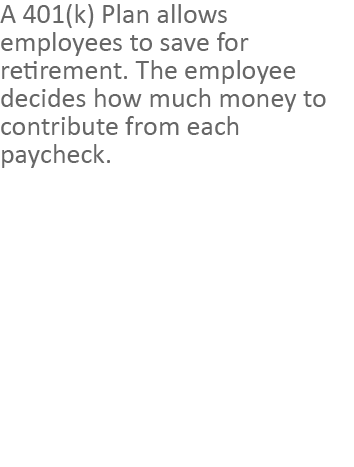 A 401(k) Plan allows
employees to save for
retirement. The employee
decides how much money to
contribute from each
paycheck.